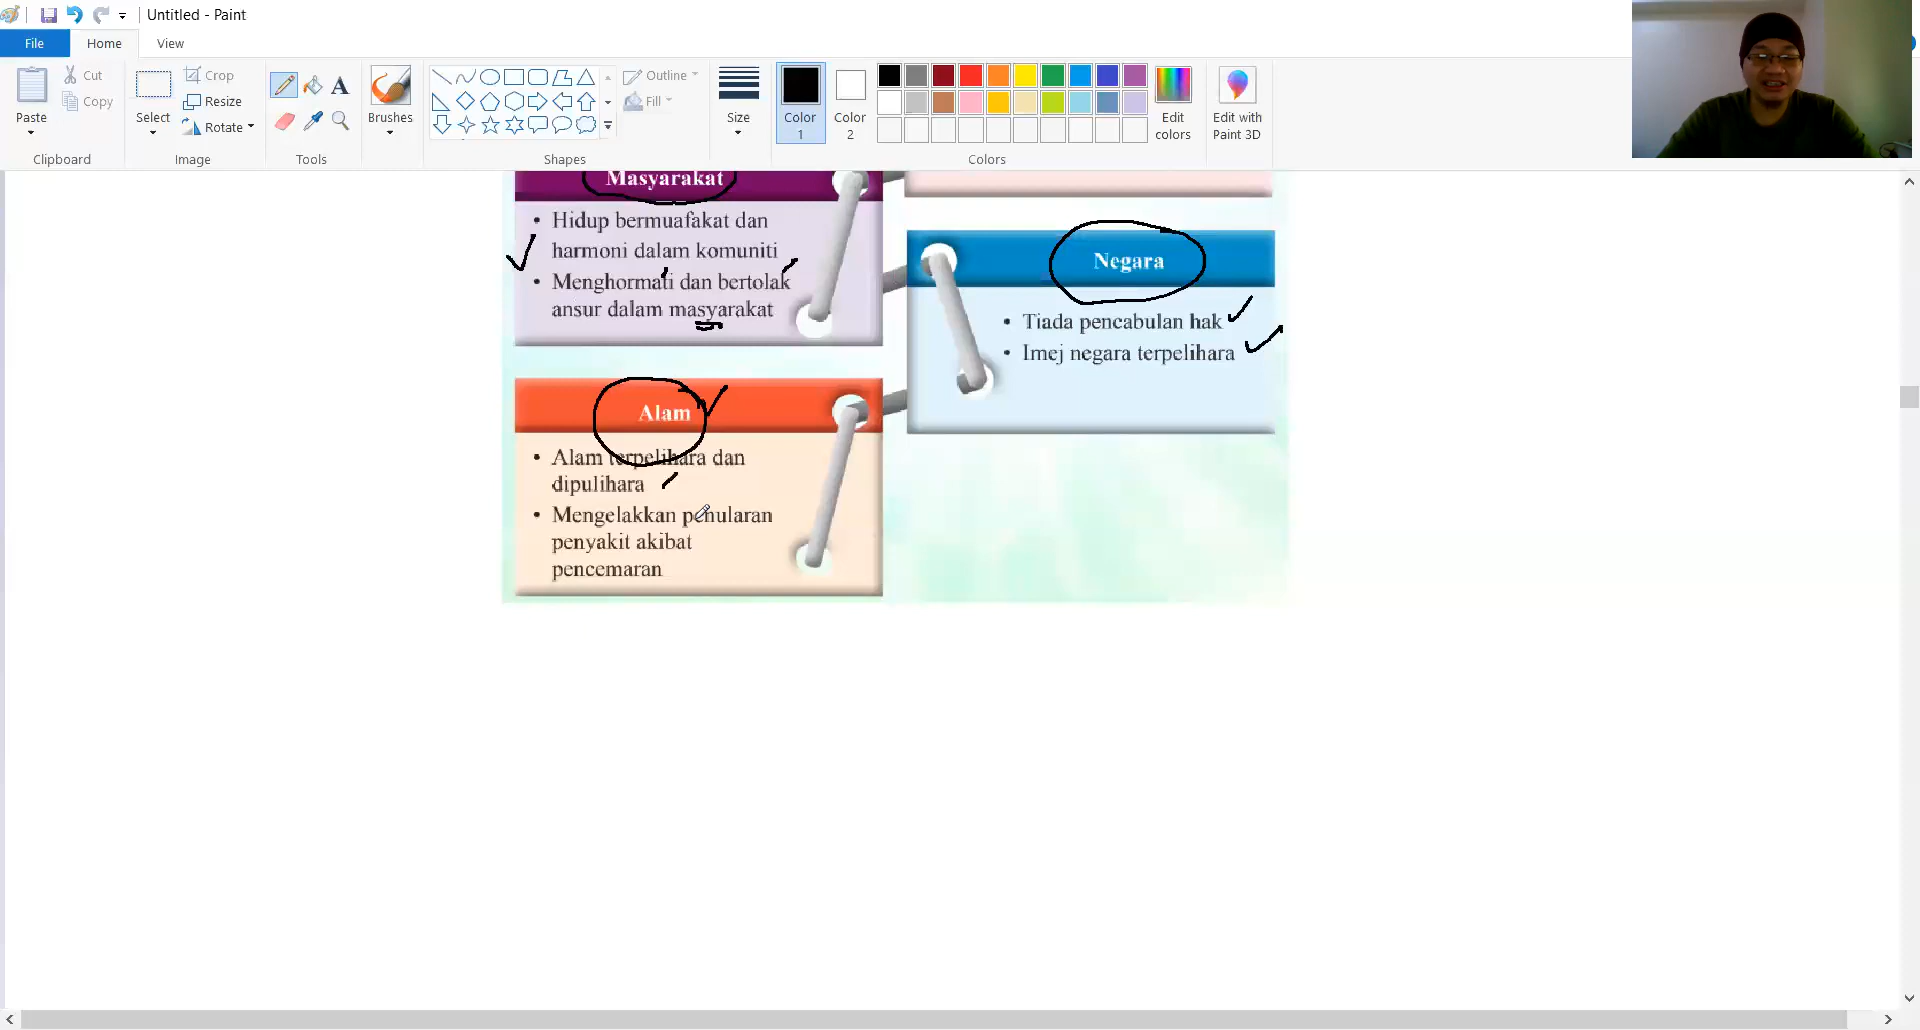 Untitled - Paint
File
Home
View
Paste
Cut
Copy
Clipboard
Select
Crop
Resize
Rotate
Image
A
Tools
Brushes
Shapes
Outline
Fill
Size
Color
1
Color
2
Edit
colors
Edit with
Paint 3D
Colors
Masyarakat
• Hidup bermuafakat dan
harmoni dalam komuniti
• Menghormati dan bertolak
ansur dalam masyarakat
Negara
• Tiada pencabulan hak
• Imej negara terpelihara
Alam
• Alam terpelihara dan
dipulihara
• Mengelakkan penularan
penyakit akibat
pencemaran